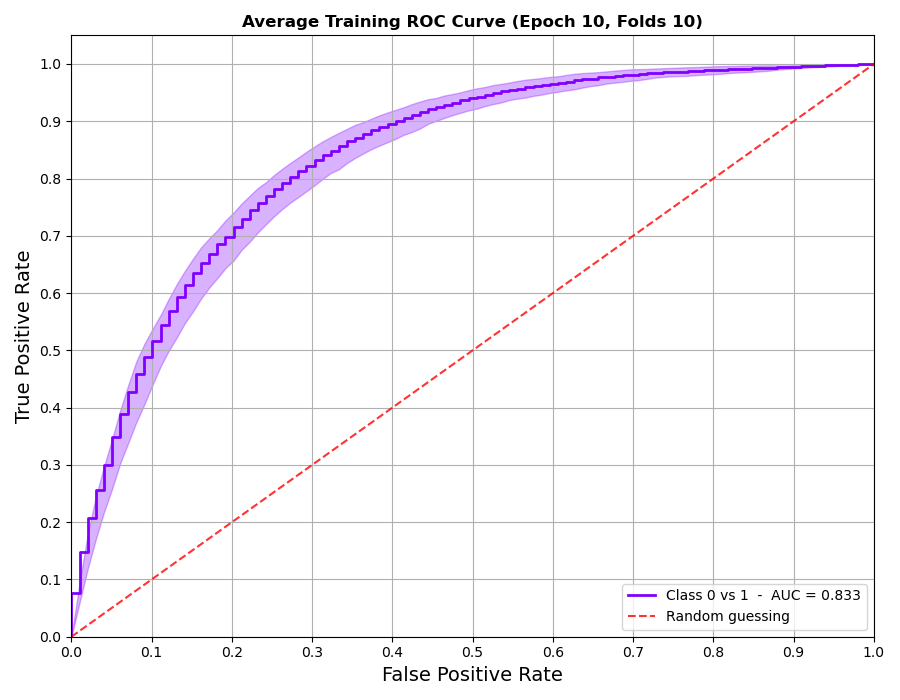 Average Training ROC Curve (Epoch 10, Folds 10)
True Positive Rate
1.0
0.9
0.8
0.7
0.6
0.5
0.4
0.3
0.2
0.1
0.0
Class 0 vs 1 - AUC = 0.833
Random guessing
0.0 0.1 0.2 0.3 0.4 0.5 0.6 0.7 0.8 0.9 1.0
False Positive Rate